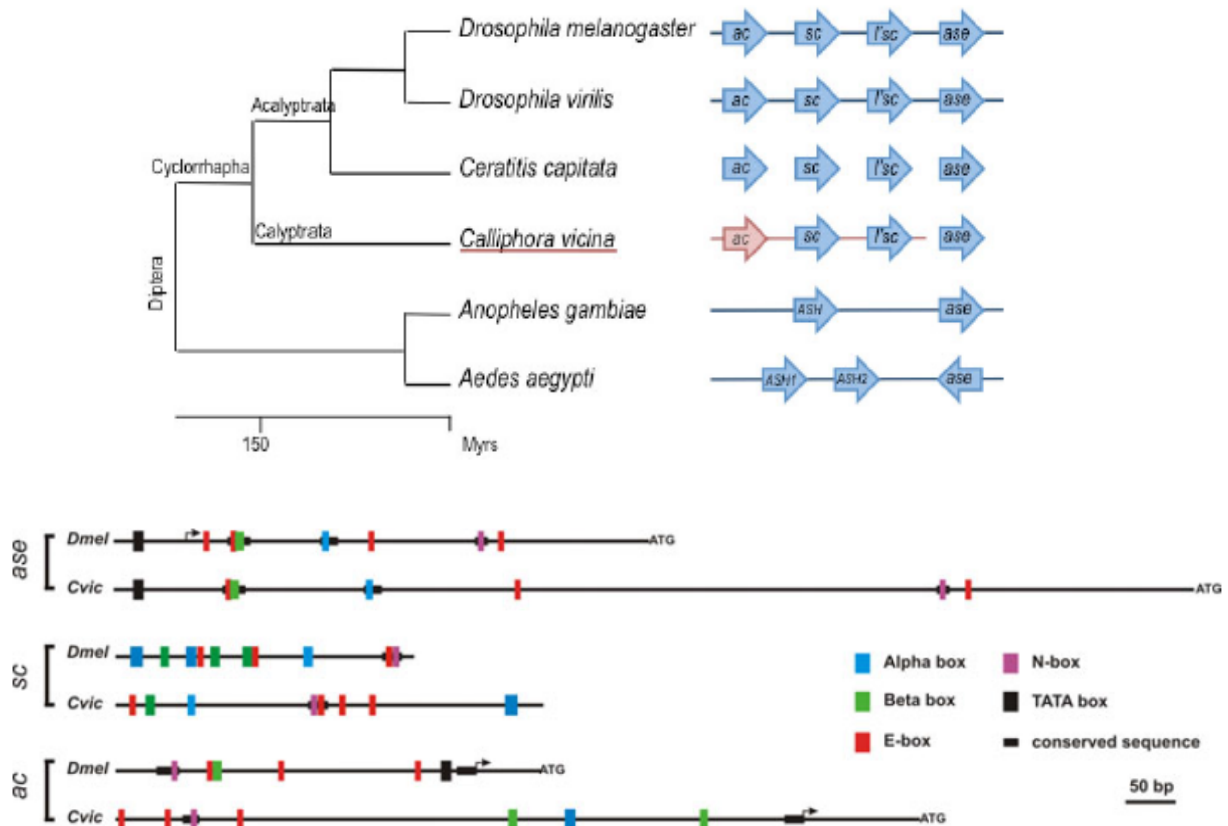 Drosophila melanogaster ac sc l'sc ase
Drosophila virilis ac sc l'sc ase
Acalyptrata
Ceratitis capitata ac sc l'sc ase
Cyclorrhapha
Calyptrata
Calliphora vicina ac sc l'sc ase
Diptera
Anopheles gambiae ASH ase
Aedes aegypti ASH1 ASH2 ase
150 Myrs
ase
Dmel ATG
Cvic ATG
sc
Dmel
Cvic
Alpha box N-box
Beta box TATA box
E-box conserved sequence
50 bp
ac
Dmel ATG
Cvic ATG